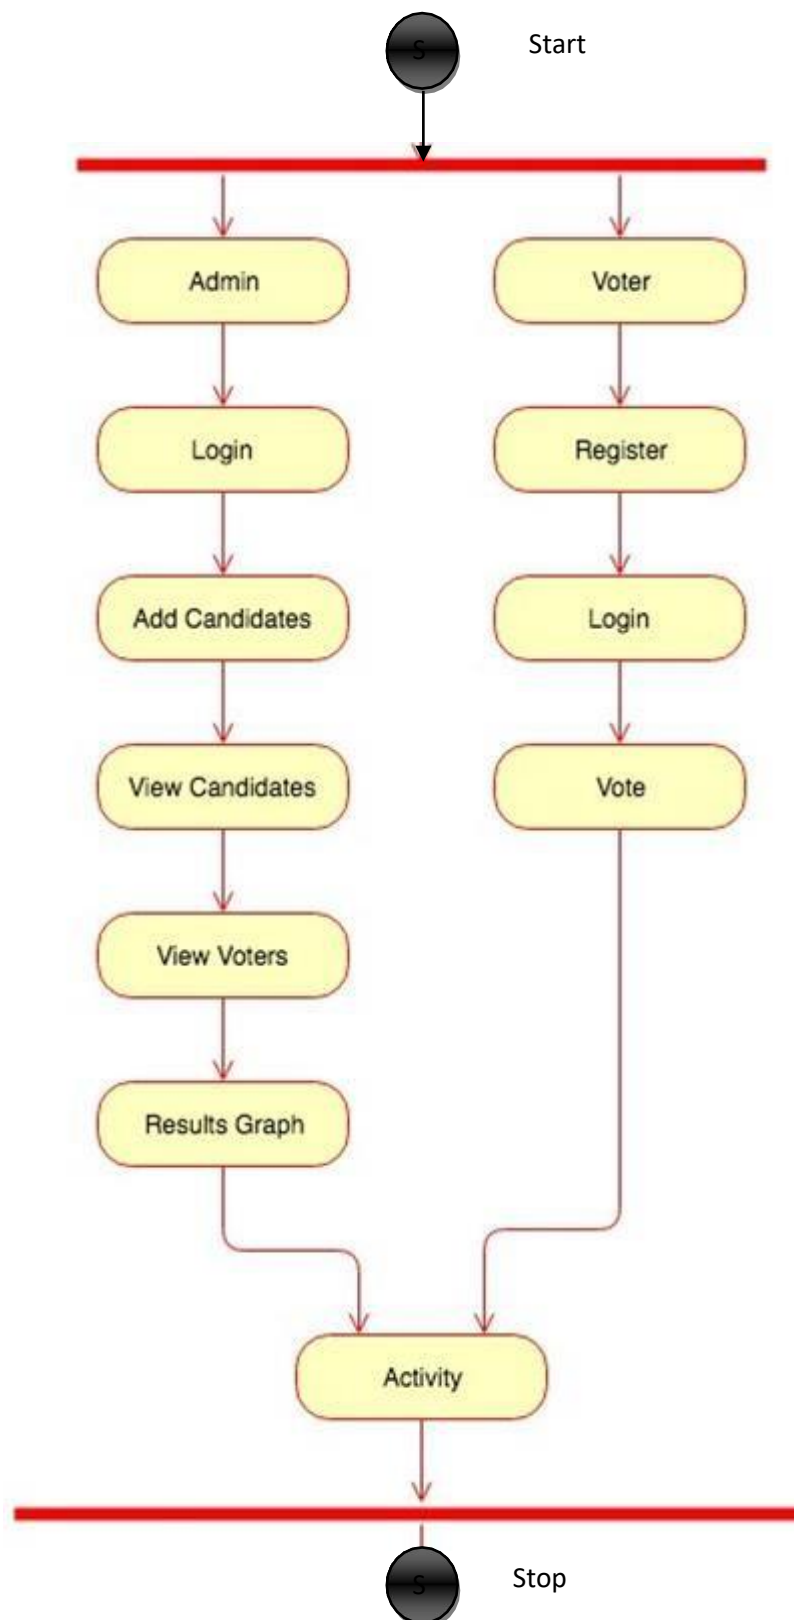 S
Start
Admin
Voter
Login
Register
Add Candidates
Login
View Candidates
Vote
View Voters
Results Graph
Activity
S
Stop